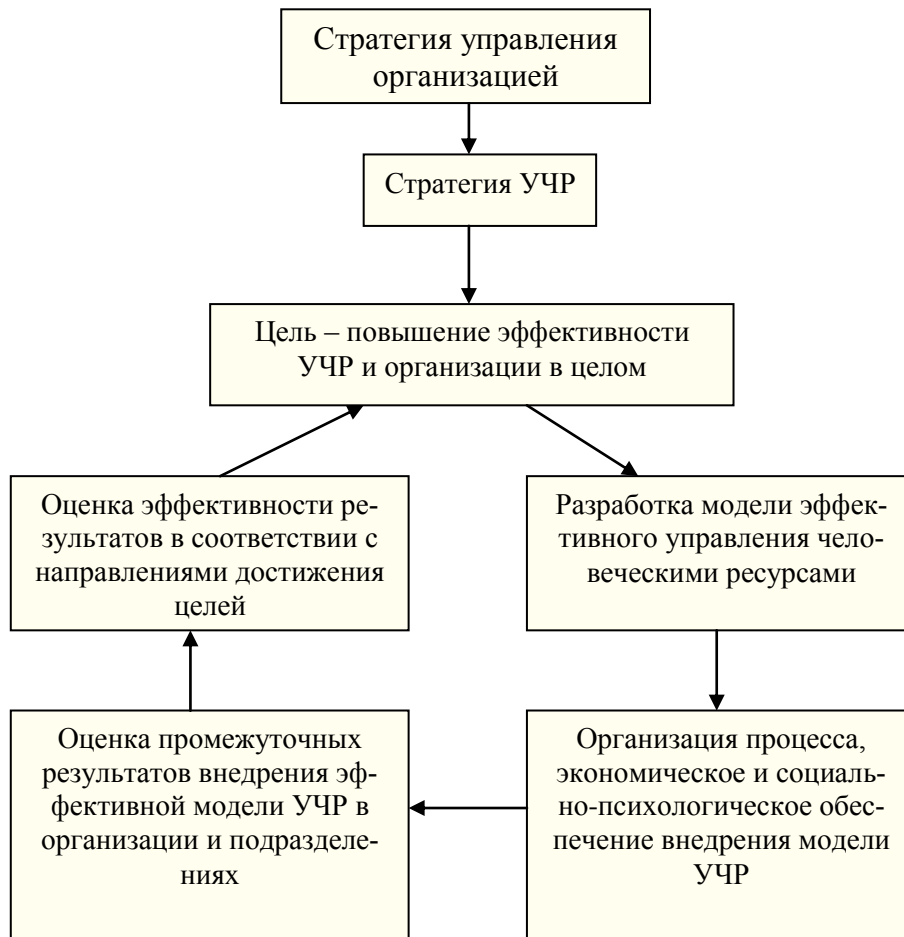 Стратегия управления
организацией
Стратегия УЧР
Цель – повышение эффективности
УЧР и организации в целом
Оценка эффективности ре-
зультатов в соответствии с
направлениями достижения
целей
Разработка модели эффек-
тивного управления чело-
веческими ресурсами
Оценка промежуточных
результатов внедрения эф-
фективной модели УЧР в
организации и подразделе-
ниях
Организация процесса,
экономическое и социаль-
но-психологическое обес-
печение внедрения модели
УЧР